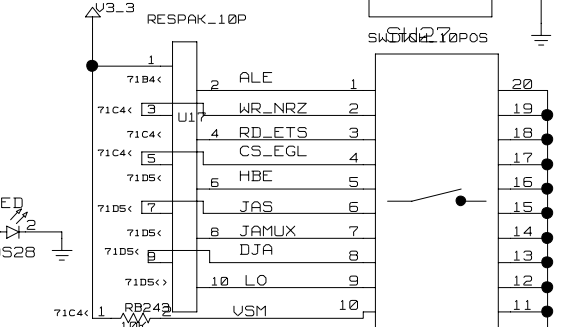 V3_3
RESPAK_10P
SW27
SWITCH_10POS
1
71B4<
2 ALE 1 20
71C4< 3 U17 WR_NRZ 2 19
71C4< 4 RD_ETS 3 18
71C4< 5 CS_EGL 4 17
71D5< 6 HBE 5 16
71D5< 7 JAS 6 15
ED
2
DS28
71D5< 8 JAMUX 7 14
71D5< 9 DJA 8 13
71D5<> 10 LO 9 12
71C4< 1 RB243 2 VSM 10 11
10K